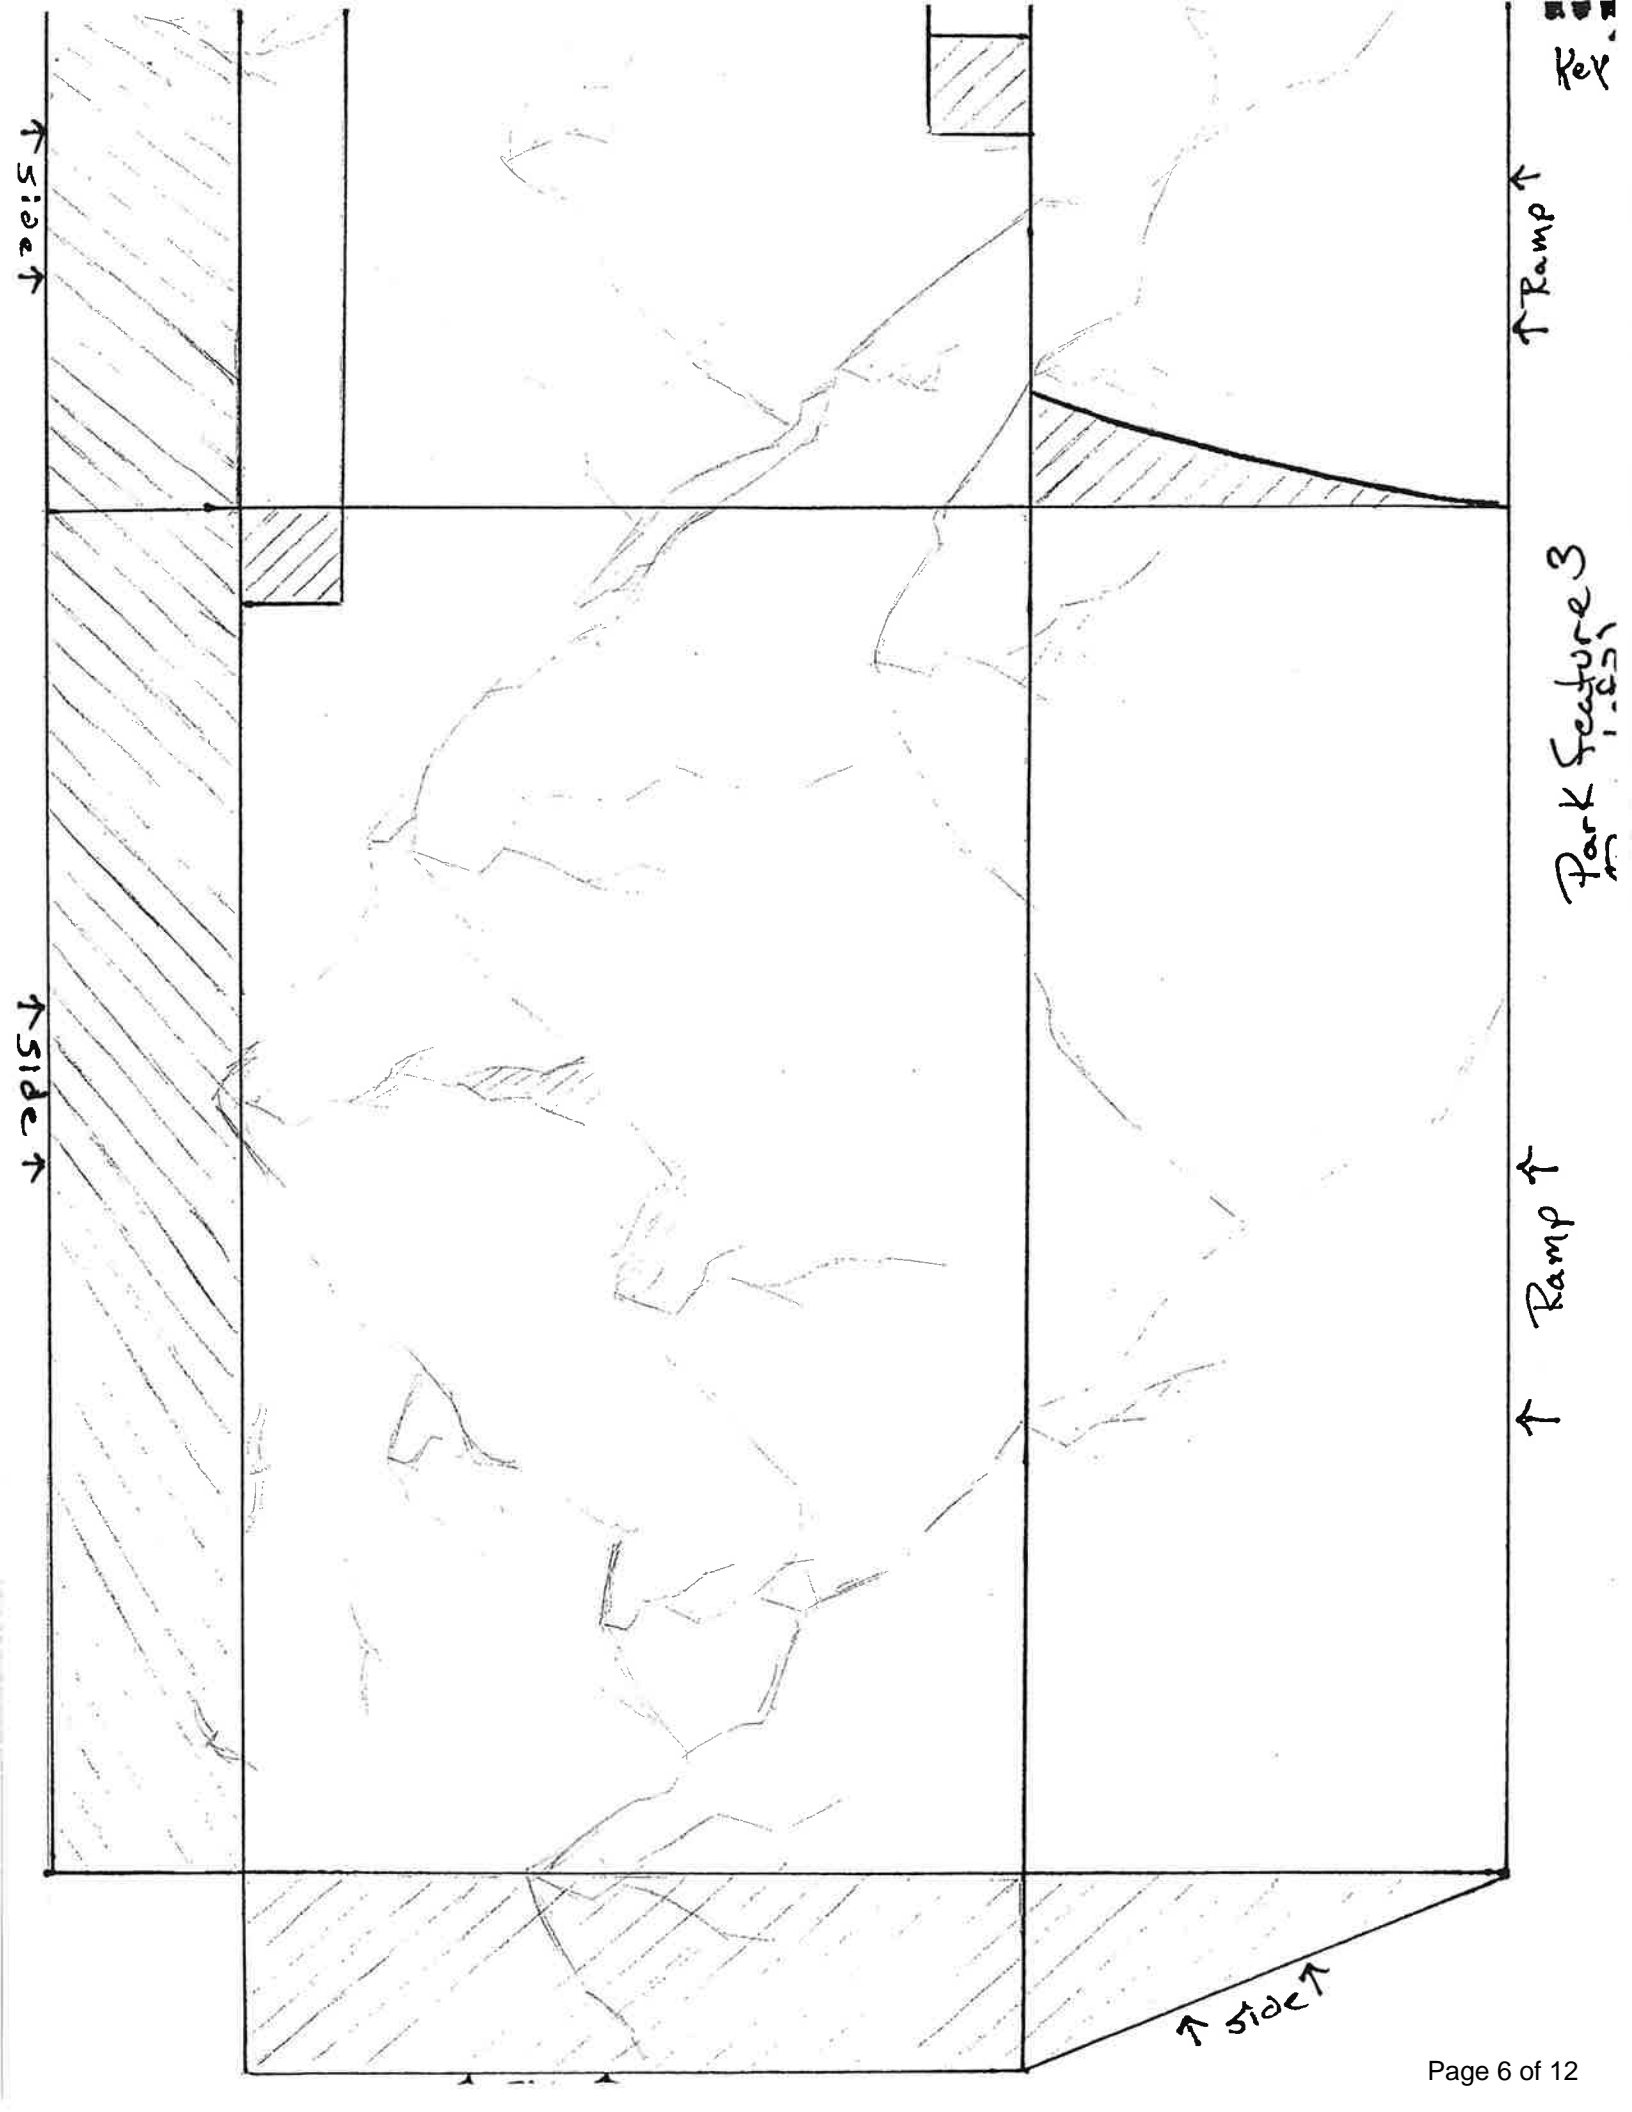 Key.
↑ Ramp ↑
↑ Side ↑
Park feature 3
↑ Side ↑
↑ Ramp ↑
↑ Side ↑
Page 6 of 12